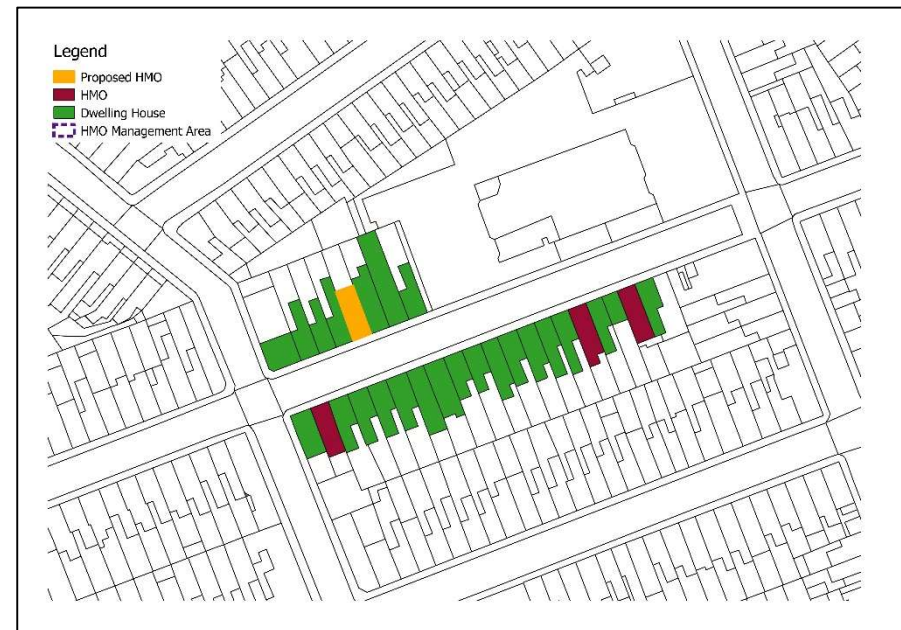 Legend
Proposed HMO
HMO
Dwelling House
HMO Management Area